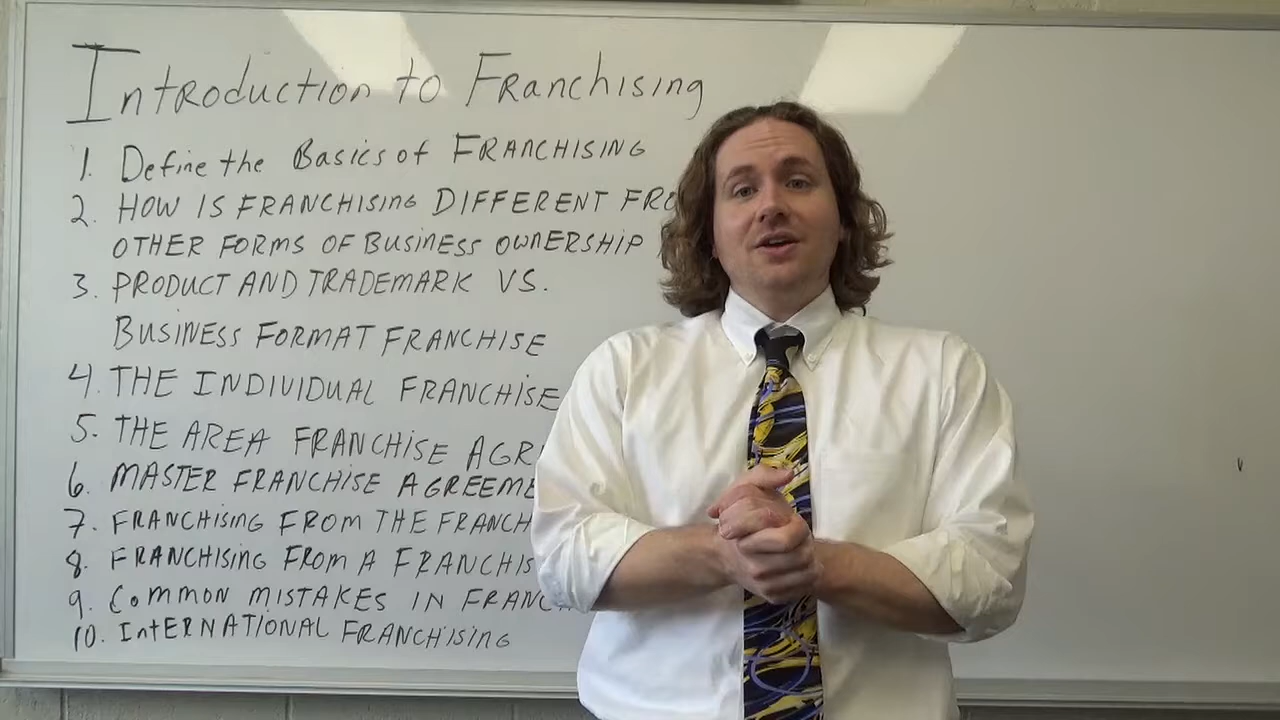 Introduction to Franchising
1. Define the Basics of FRANCHISING
2. HOW IS FRANCHISING DIFFERENT
OTHER FORMS OF BUSINESS OWNERSHIP
3. PRODUCT AND TRADEMARK VS.
BUSINESS FORMAT FRANCHISE
4. THE INDIVIDUAL FRANCHISE
5. THE AREA FRANCHISE
6. MASTER FRANCHISE
7. FRANCHISING FROM THE
8. FRANCHISING FROM A
9. COMMON MISTAKES IN
10. INTERNATIONAL FRANCHISING